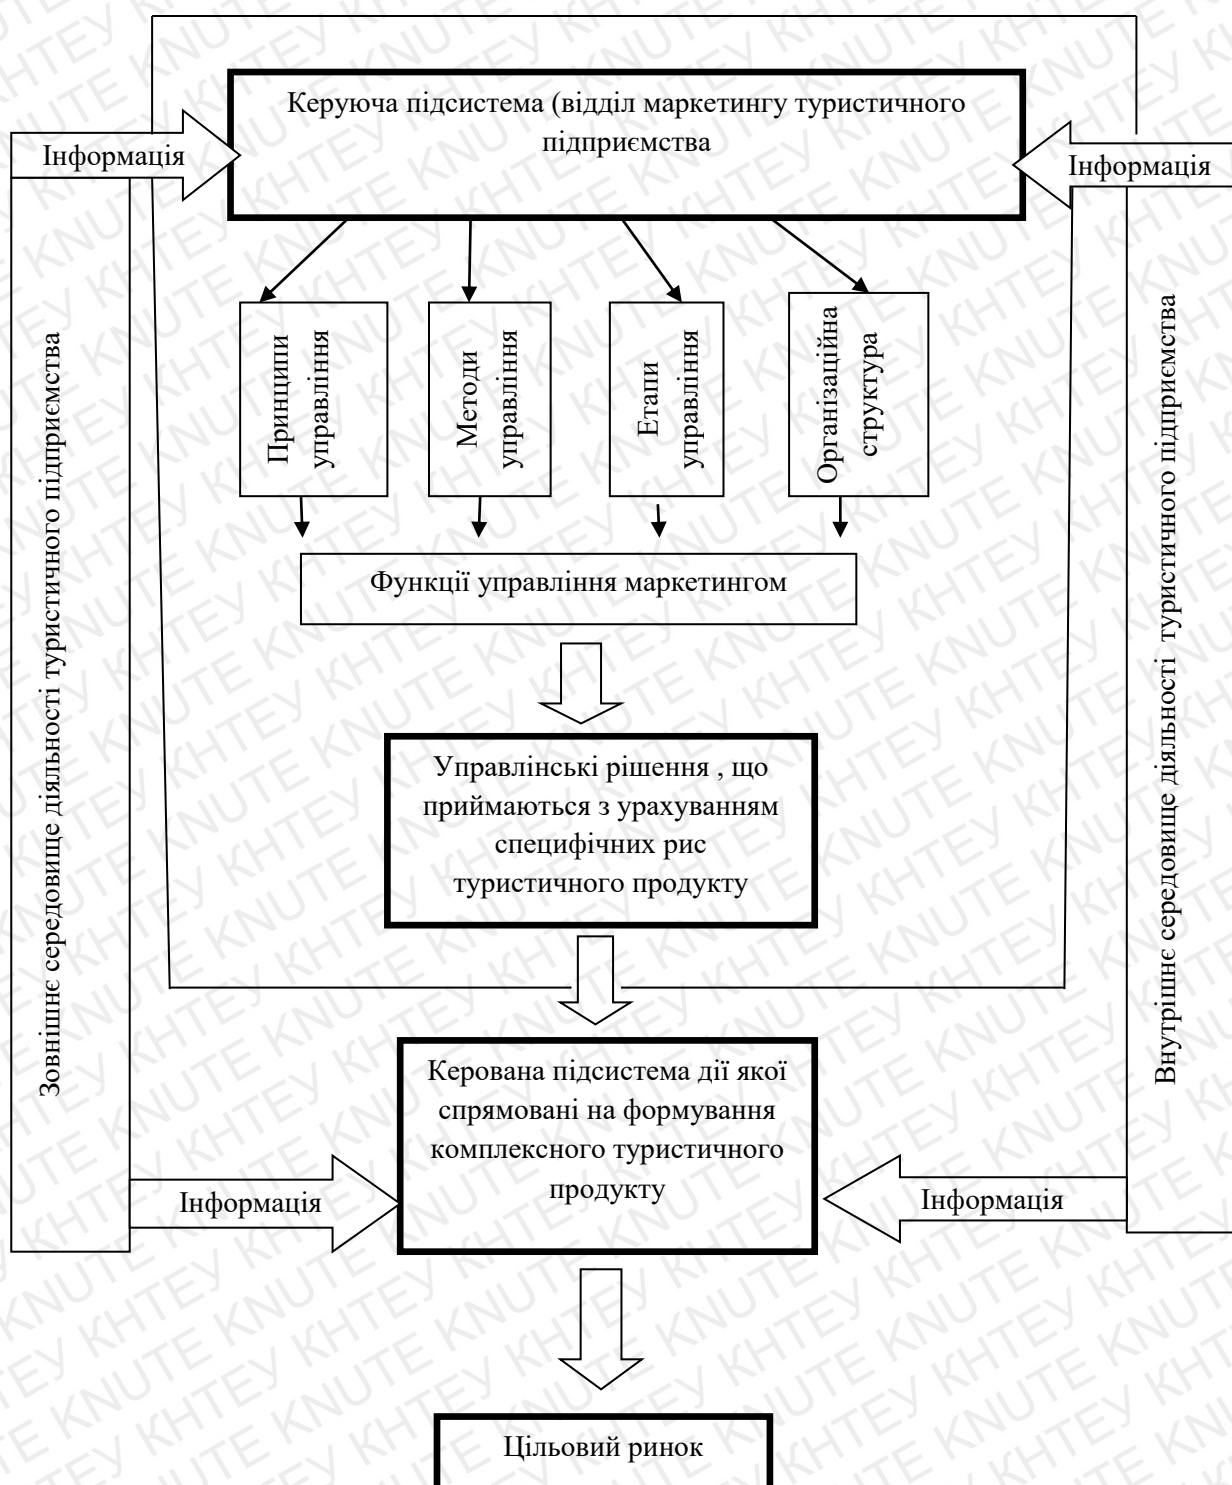 Керуюча підсистема (відділ маркетингу туристичного
підприємства
Інформація
Інформація
Зовнішнє середовище діяльності туристичного підприємства
Принципи
управління
Методи
управління
Етапи
управління
Організаційна
структура
Внутрішнє середовище діяльності туристичного підприємства
Функції управління маркетингом
Управлінські рішення , що
приймаються з урахуванням
специфічних рис
туристичного продукту
Керована підсистема дії якої
спрямовані на формування
комплексного туристичного
продукту
Інформація
Інформація
Цільовий ринок